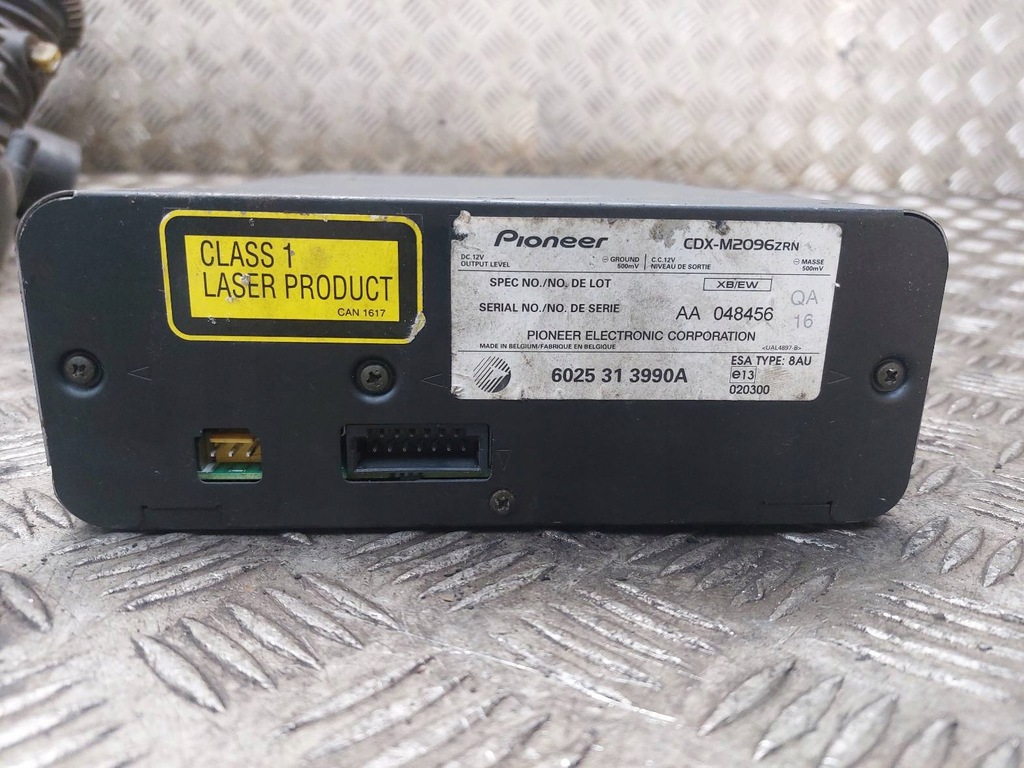 CLASS 1
LASER PRODUCT
CAN 1617
Pioneer CDX-M2096ZRN
DC.12V GROUND C.C.12V MASSE
OUTPUT LEVEL 500mV NIVEAU DE SORTIE 500mV
SPEC NO./NO. DE LOT XB/EW
SERIAL NO./NO. DE SERIE AA 048456
QA
16
PIONEER ELECTRONIC CORPORATION
MADE IN BELGIUM/FABRIQUE EN BELGIQUE <UAL4897-B>
ESA TYPE: 8AU
6025 31 3990A
e13
020300